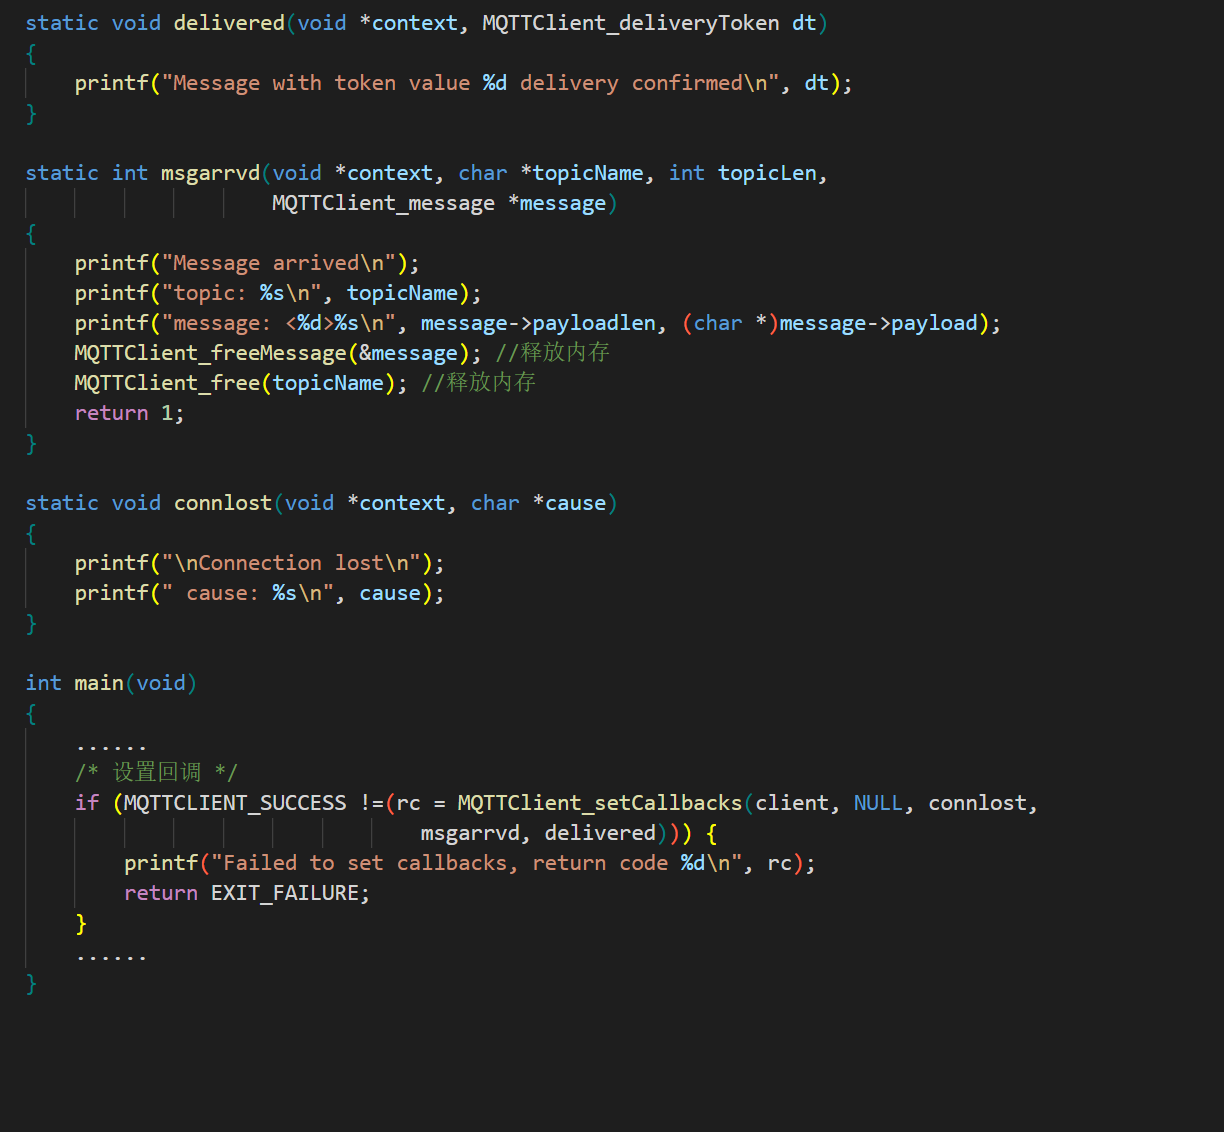 static void delivered(void *context, MQTTClient_deliveryToken dt)
{
    printf("Message with token value %d delivery confirmed\n", dt);
}

static int msgarrvd(void *context, char *topicName, int topicLen,
                    MQTTClient_message *message)
{
    printf("Message arrived\n");
    printf("topic: %s\n", topicName);
    printf("message: <%d>%s\n", message->payloadlen, (char *)message->payload);
    MQTTClient_freeMessage(&message); //释放内存
    MQTTClient_free(topicName); //释放内存
    return 1;
}

static void connlost(void *context, char *cause)
{
    printf("\nConnection lost\n");
    printf(" cause: %s\n", cause);
}

int main(void)
{
    ......
    /* 设置回调 */
    if (MQTTCLIENT_SUCCESS !=(rc = MQTTClient_setCallbacks(client, NULL, connlost,
                                msgarrvd, delivered))) {
        printf("Failed to set callbacks, return code %d\n", rc);
        return EXIT_FAILURE;
    }
    ......
}